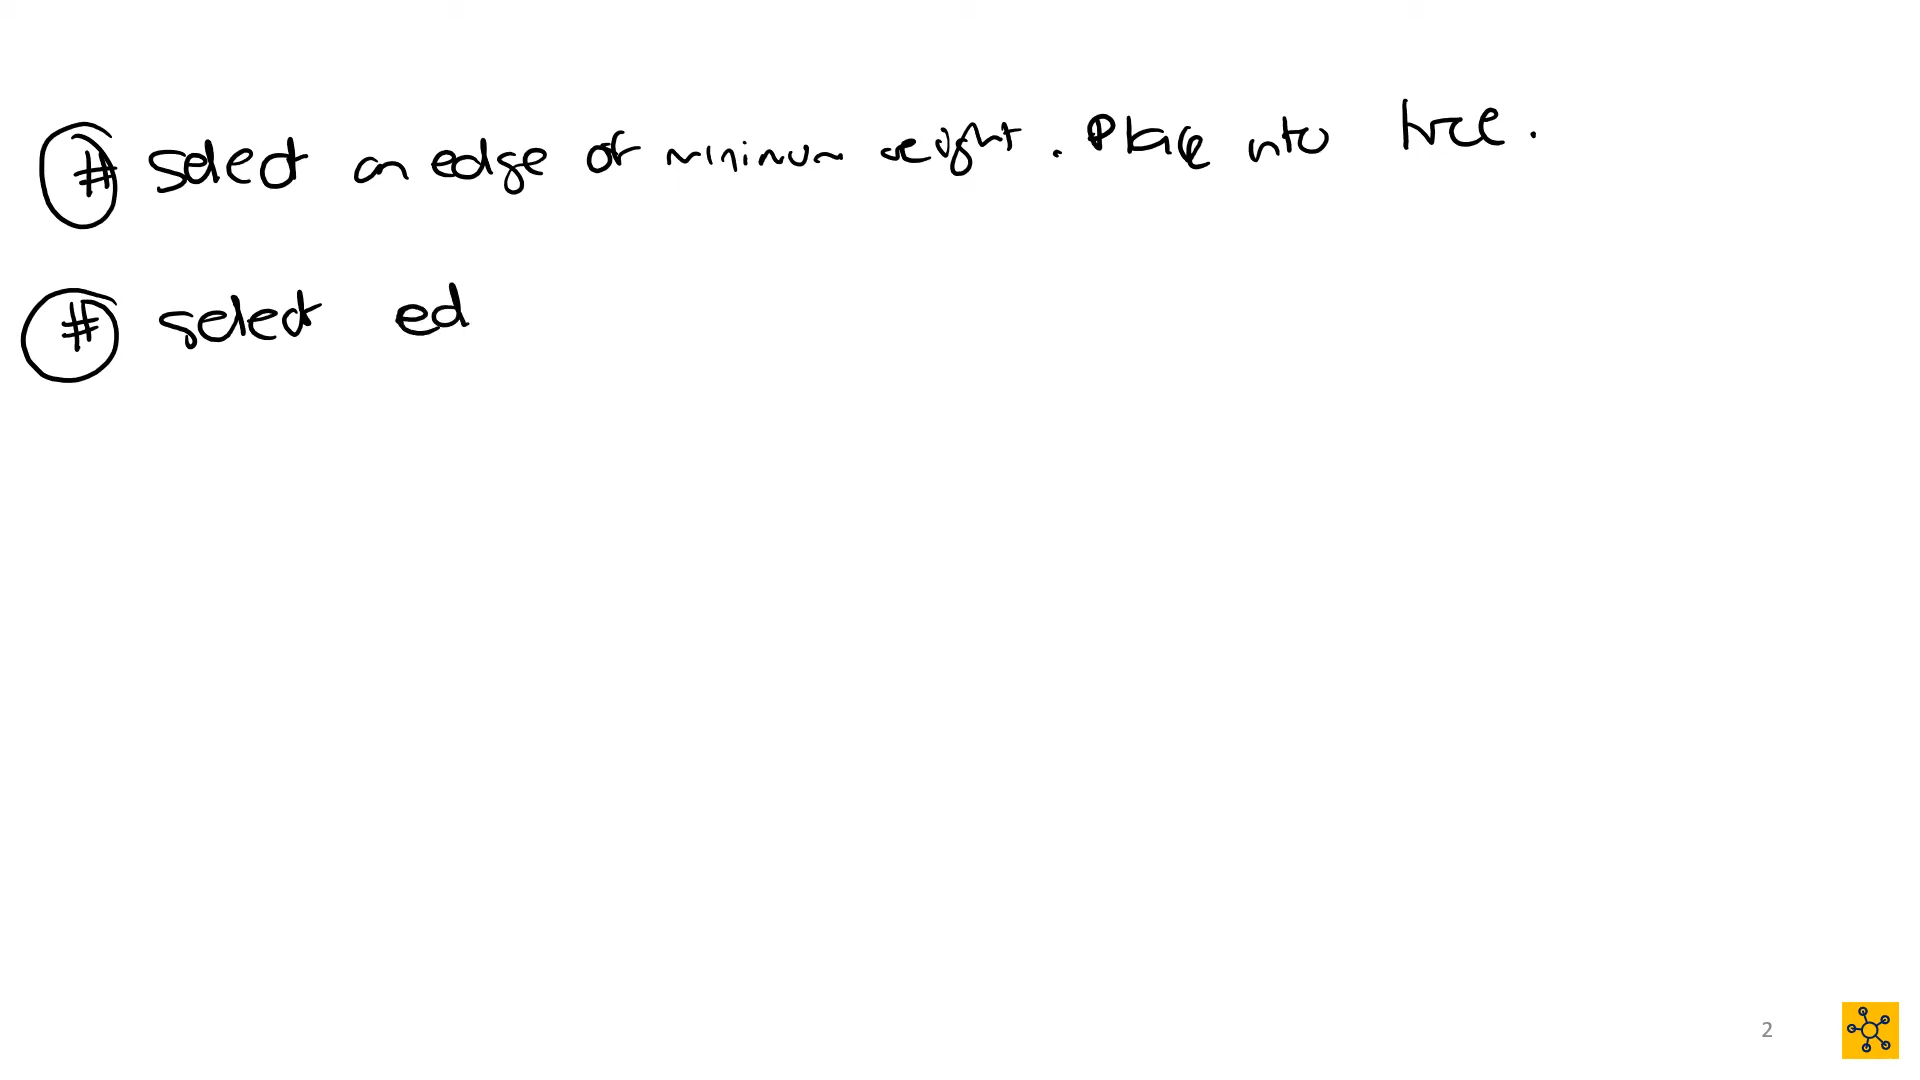 # select an edge of minimum weight. Place into tree.
# select ed
2